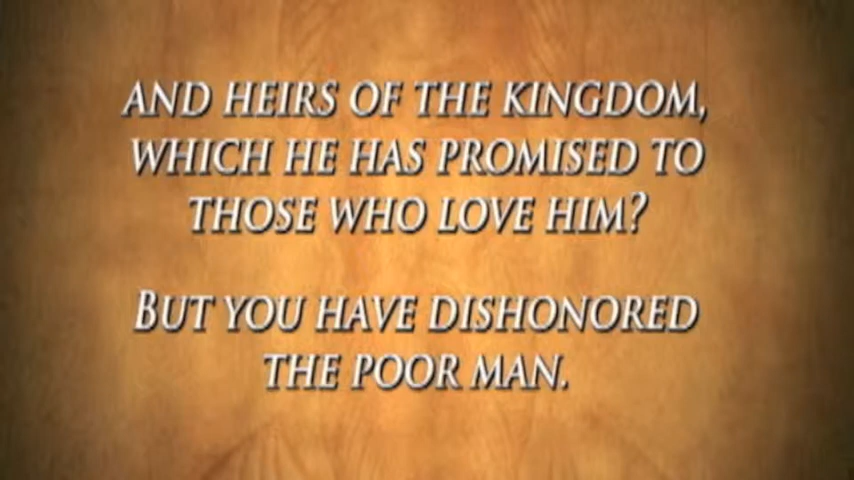 AND HEIRS OF THE KINGDOM,
WHICH HE HAS PROMISED TO
THOSE WHO LOVE HIM?
BUT YOU HAVE DISHONORED
THE POOR MAN.